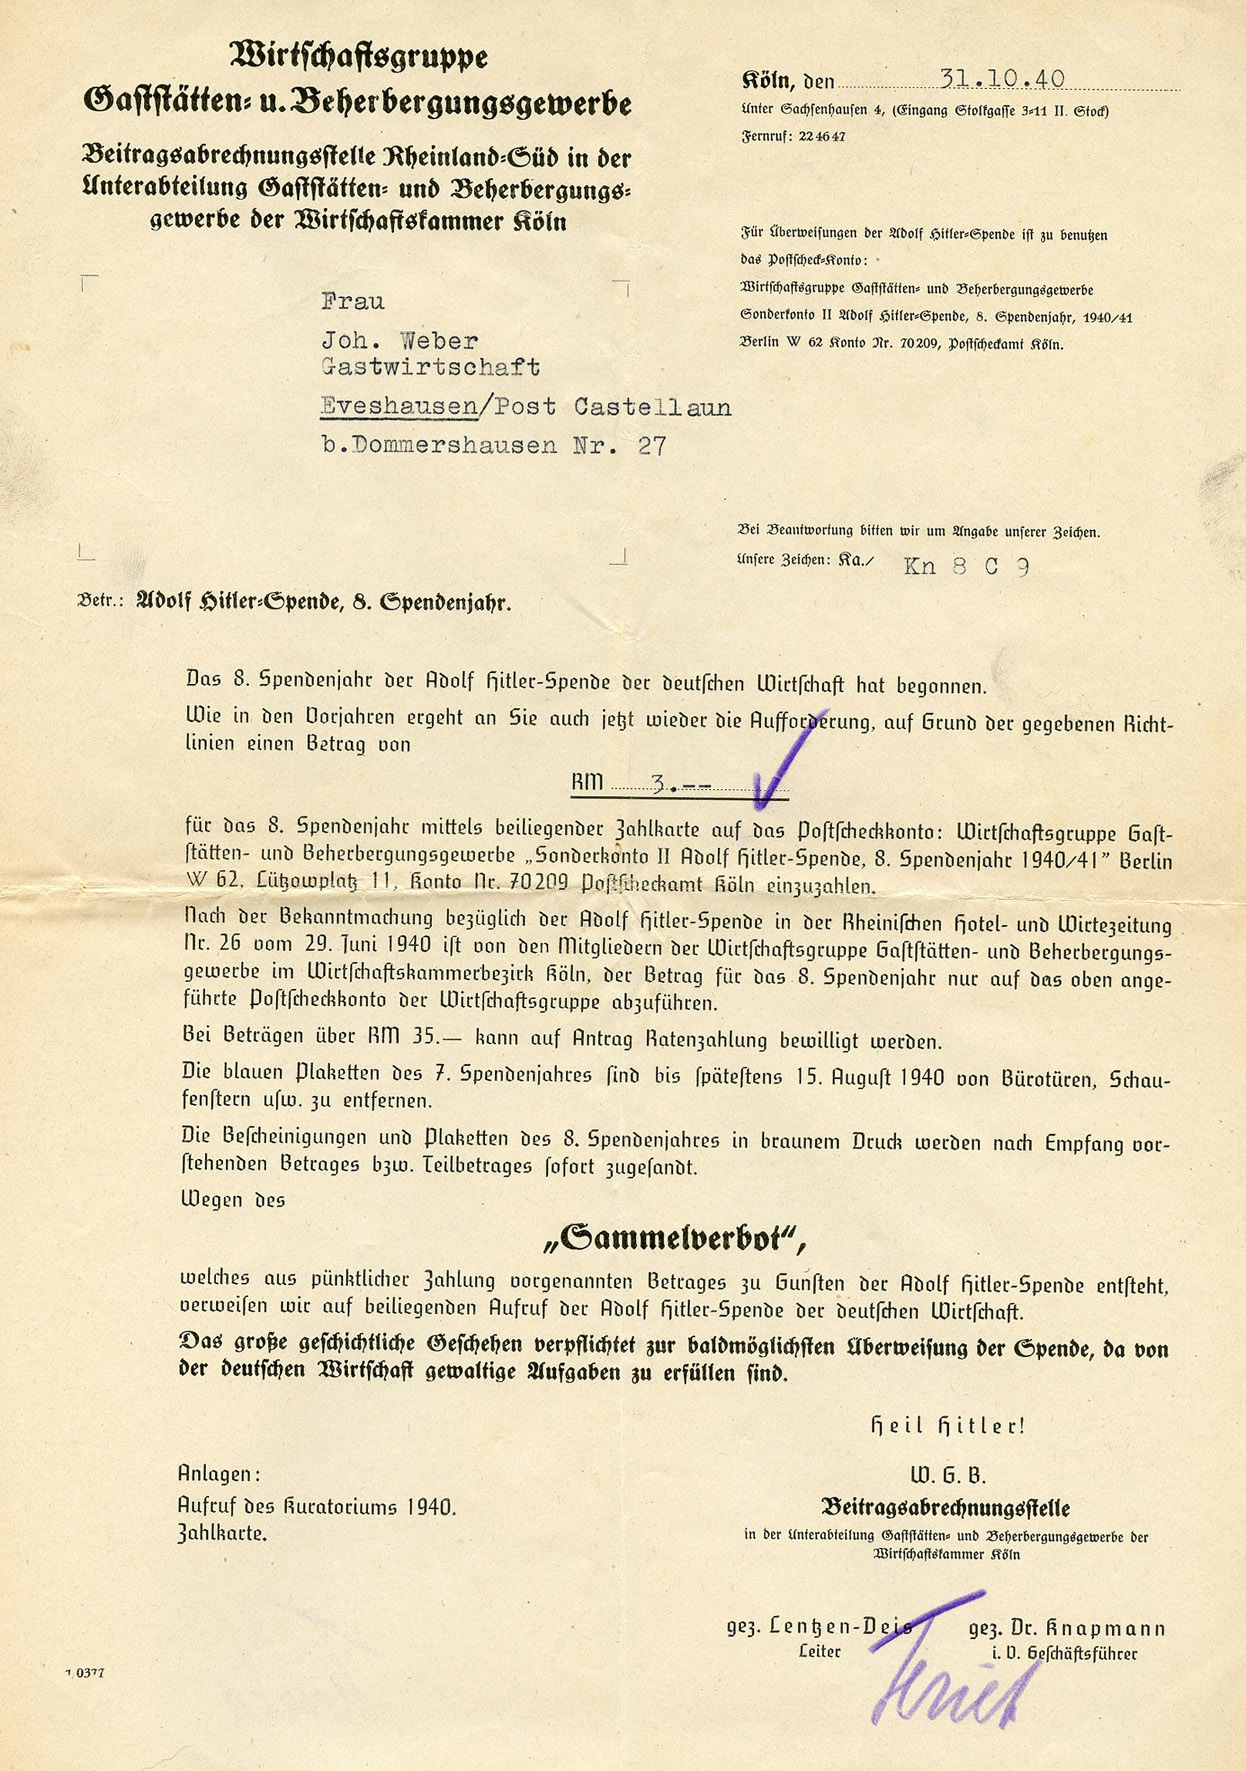 Wirtschaftsgruppe
Gaststätten- u. Beherbergungsgewerbe
Beitragsabrechnungsstelle Rheinland-Süd in der
Unterabteilung Gaststätten- und Beherbergungs-
gewerbe der Wirtschaftskammer Köln
Köln, den 31.10.40
Unter Sachsenhausen 4, (Eingang Stolkgasse 3-11 II. Stock)
Fernruf: 22 46 47
Für Überweisungen der Adolf Hitler-Spende ist zu benutzen
das Postscheck-Konto:
Wirtschaftsgruppe Gaststätten- und Beherbergungsgewerbe
Sonderkonto II Adolf Hitler-Spende, 8. Spendenjahr, 1940/41
Berlin W 62 Konto Nr. 70209, Postscheckamt Köln.
Frau
Joh. Weber
Gastwirtschaft
Eveshausen/Post Castellaun
b.Dommershausen Nr. 27
Bei Beantwortung bitten wir um Angabe unserer Zeichen.
Unsere Zeichen: Ka./ Kn 8 C 9
Betr.: Adolf Hitler-Spende, 8. Spendenjahr.
Das 8. Spendenjahr der Adolf Hitler-Spende der deutschen Wirtschaft hat begonnen.
Wie in den Vorjahren ergeht an Sie auch jetzt wieder die Aufforderung, auf Grund der gegebenen Richt-
linien einen Betrag von
RM 3.--
für das 8. Spendenjahr mittels beiliegender Zahlkarte auf das Postscheckkonto: Wirtschaftsgruppe Gast-
stätten- und Beherbergungsgewerbe „Sonderkonto II Adolf Hitler-Spende, 8. Spendenjahr 1940/41” Berlin
W 62, Lützowplatz 11, Konto Nr. 70209 Postscheckamt Köln einzuzahlen.
Nach der Bekanntmachung bezüglich der Adolf Hitler-Spende in der Rheinischen Hotel- und Wirtezeitung
Nr. 26 vom 29. Juni 1940 ist von den Mitgliedern der Wirtschaftsgruppe Gaststätten- und Beherbergungs-
gewerbe im Wirtschaftskammerbezirk Köln, der Betrag für das 8. Spendenjahr nur auf das oben ange-
führte Postscheckkonto der Wirtschaftsgruppe abzuführen.
Bei Beträgen über RM 35.— kann auf Antrag Ratenzahlung bewilligt werden.
Die blauen Plaketten des 7. Spendenjahres sind bis spätestens 15. August 1940 von Bürotüren, Schau-
fenstern usw. zu entfernen.
Die Bescheinigungen und Plaketten des 8. Spendenjahres in braunem Druck werden nach Empfang vor-
stehenden Betrages bzw. Teilbetrages sofort zugesandt.
Wegen des
„Sammelverbot“,
welches aus pünktlicher Zahlung vorgenannten Betrages zu Gunsten der Adolf Hitler-Spende entsteht,
verweisen wir auf beiliegenden Aufruf der Adolf Hitler-Spende der deutschen Wirtschaft.
Das große geschichtliche Geschehen verpflichtet zur baldmöglichsten Überweisung der Spende, da von
der deutschen Wirtschaft gewaltige Aufgaben zu erfüllen sind.
Heil Hitler!
W. G. B.
Beitragsabrechnungsstelle
in der Unterabteilung Gaststätten- und Beherbergungsgewerbe der
Wirtschaftskammer Köln
Anlagen:
Aufruf des Kuratoriums 1940.
Zahlkarte.
gez. Lentzen-Deis
Leiter
gez. Dr. Knapmann
i. V. Geschäftsführer
0377